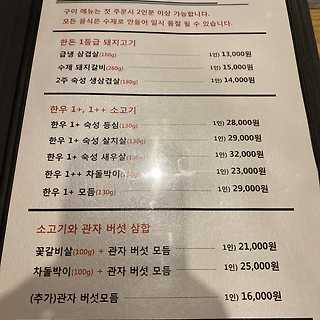 구이 메뉴는 첫 주문시 2인분 이상 가능합니다.
모든 음식은 수제로 만들어 일시 품절 될 수 있습니다.
한돈 1등급 돼지고기
급냉 삼겹살(180g) 1인) 13,000원
수제 돼지갈비(280g) 1인) 15,000원
2주 숙성 생삼겹살(180g) 1인) 14,000원
한우 1+, 1++ 소고기
한우 1+ 숙성 등심(130g) 1인) 28,000원
한우 1+ 숙성 살치살(130g) 1인) 29,000원
한우 1+ 숙성 새우살(130g) 1인) 32,000원
한우 1++ 차돌박이(130g) 1인) 23,000원
한우 1+ 모듬(130g) 1인) 29,000원
소고기와 관자 버섯 삼합
꽃갈비살(100g) + 관자 버섯 모듬 1인) 21,000원
차돌박이(100g) + 관자 버섯 모듬 1인) 25,000원
(추가)관자 버섯모듬 1인) 16,000원